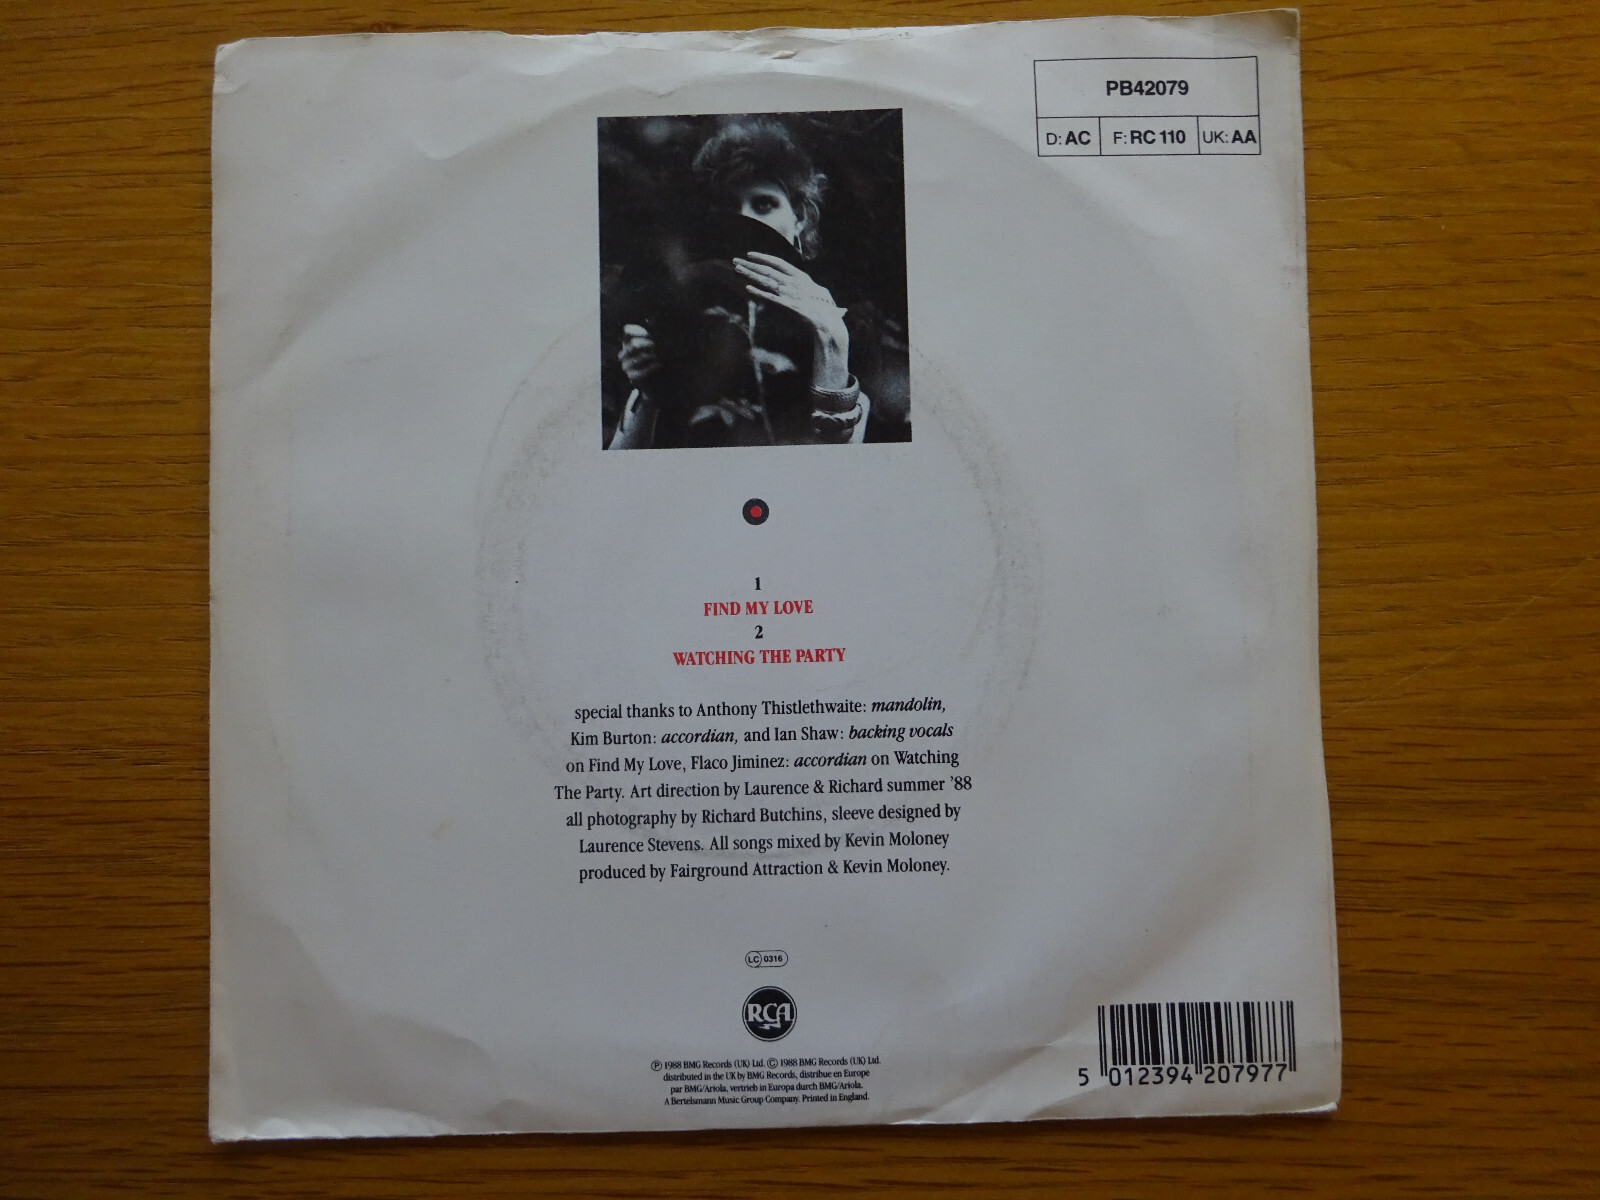 PB42079
D: AC F: RC 110 UK: AA
1
FIND MY LOVE
2
WATCHING THE PARTY
special thanks to Anthony Thistlethwaite: mandolin,
Kim Burton: accordian, and Ian Shaw: backing vocals
on Find My Love, Flaco Jiminez: accordian on Watching
The Party. Art direction by Laurence & Richard summer '88
all photography by Richard Butchins, sleeve designed by
Laurence Stevens. All songs mixed by Kevin Moloney
produced by Fairground Attraction & Kevin Moloney.
LC 0316
RCA
℗ 1988 BMG Records (UK) Ltd. © 1988 BMG Records (UK) Ltd.
distributed in the UK by BMG Records, distribue en Europe
par BMG/Ariola, vertrieb in Europa durch BMG/Ariola.
A Bertelsmann Music Group Company. Printed in England.
5 012394 207977